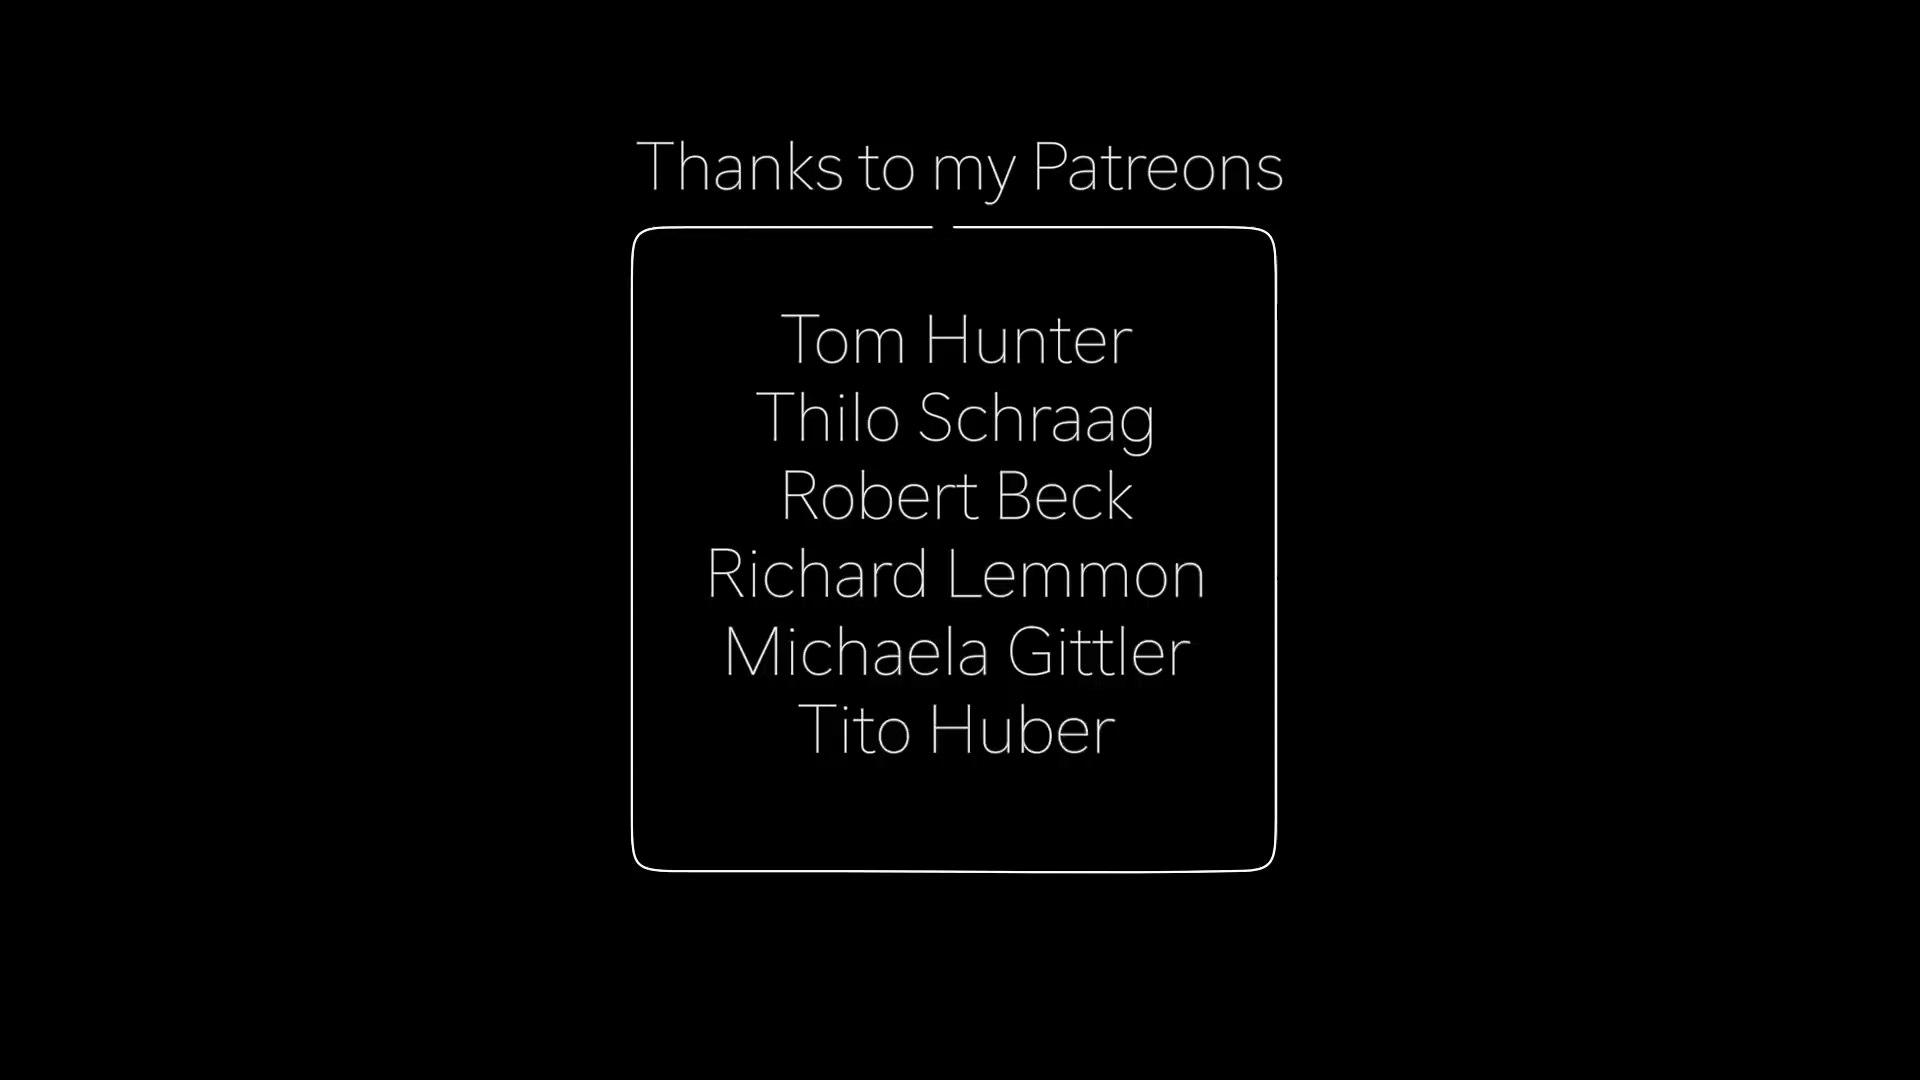 Thanks to my Patreons
Tom Hunter
Thilo Schraag
Robert Beck
Richard Lemmon
Michaela Gittler
Tito Huber